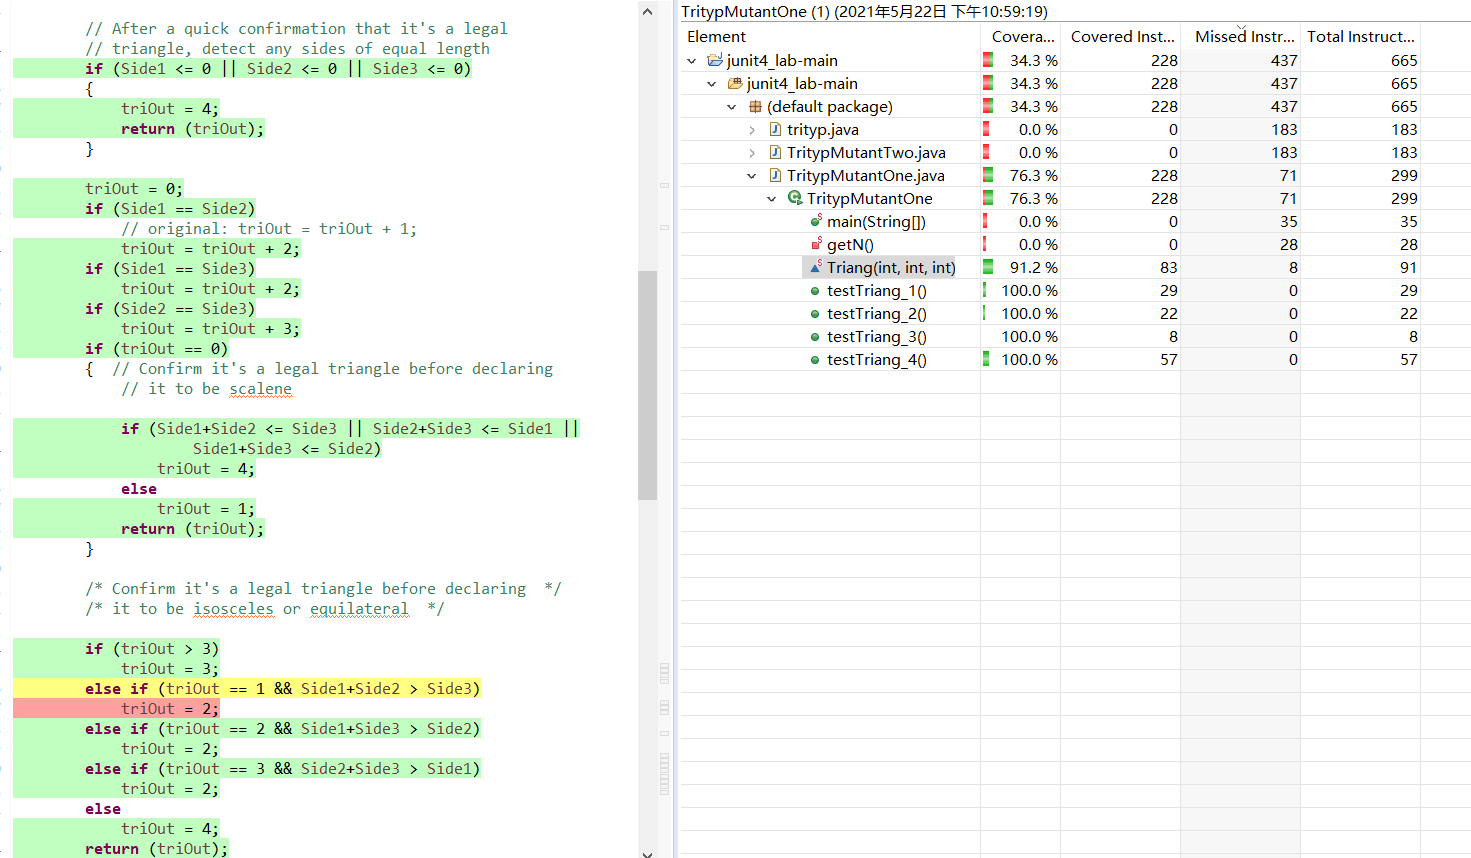 // After a quick confirmation that it's a legal
// triangle, detect any sides of equal length
if (Side1 <= 0 || Side2 <= 0 || Side3 <= 0)
{
triOut = 4;
return (triOut);
}
triOut = 0;
if (Side1 == Side2)
// original: triOut = triOut + 1;
triOut = triOut + 2;
if (Side1 == Side3)
triOut = triOut + 2;
if (Side2 == Side3)
triOut = triOut + 3;
if (triOut == 0)
{ // Confirm it's a legal triangle before declaring
// it to be scalene
if (Side1+Side2 <= Side3 || Side2+Side3 <= Side1 ||
Side1+Side3 <= Side2)
triOut = 4;
else
triOut = 1;
return (triOut);
}
/* Confirm it's a legal triangle before declaring */
/* it to be isosceles or equilateral */
if (triOut > 3)
triOut = 3;
else if (triOut == 1 && Side1+Side2 > Side3)
triOut = 2;
else if (triOut == 2 && Side1+Side3 > Side2)
triOut = 2;
else if (triOut == 3 && Side2+Side3 > Side1)
triOut = 2;
else
triOut = 4;
return (triOut);
TritypMutantOne (1) (2021年5月22日 下午10:59:19)
Element Covera... Covered Inst... Missed Instr... Total Instruct...
junit4_lab-main 34.3 % 228 437 665
junit4_lab-main 34.3 % 228 437 665
(default package) 34.3 % 228 437 665
trityp.java 0.0 % 0 183 183
TritypMutantTwo.java 0.0 % 0 183 183
TritypMutantOne.java 76.3 % 228 71 299
TritypMutantOne 76.3 % 228 71 299
main(String[]) 0.0 % 0 35 35
getN() 0.0 % 0 28 28
Triang(int, int, int) 91.2 % 83 8 91
testTriang_1() 100.0 % 29 0 29
testTriang_2() 100.0 % 22 0 22
testTriang_3() 100.0 % 8 0 8
testTriang_4() 100.0 % 57 0 57